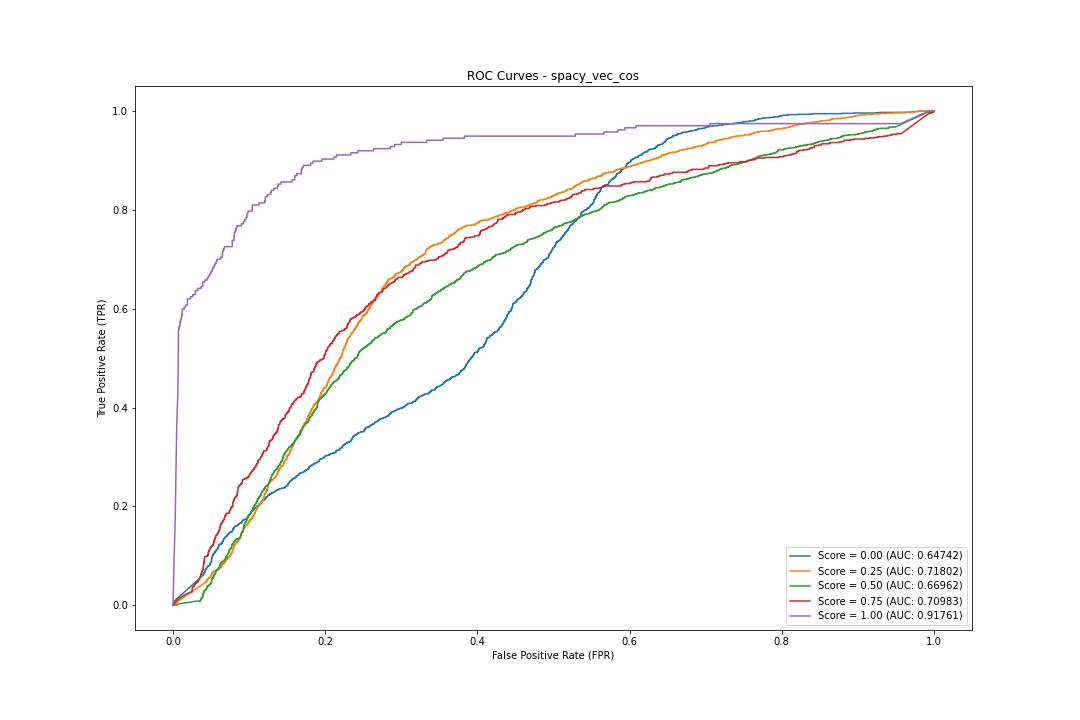 ROC Curves - spacy_vec_cos
True Positive Rate (TPR)
1.0
0.8
0.6
0.4
0.2
0.0
0.0 0.2 0.4 0.6 0.8 1.0
False Positive Rate (FPR)
Score = 0.00 (AUC: 0.64742)
Score = 0.25 (AUC: 0.71802)
Score = 0.50 (AUC: 0.66962)
Score = 0.75 (AUC: 0.70983)
Score = 1.00 (AUC: 0.91761)